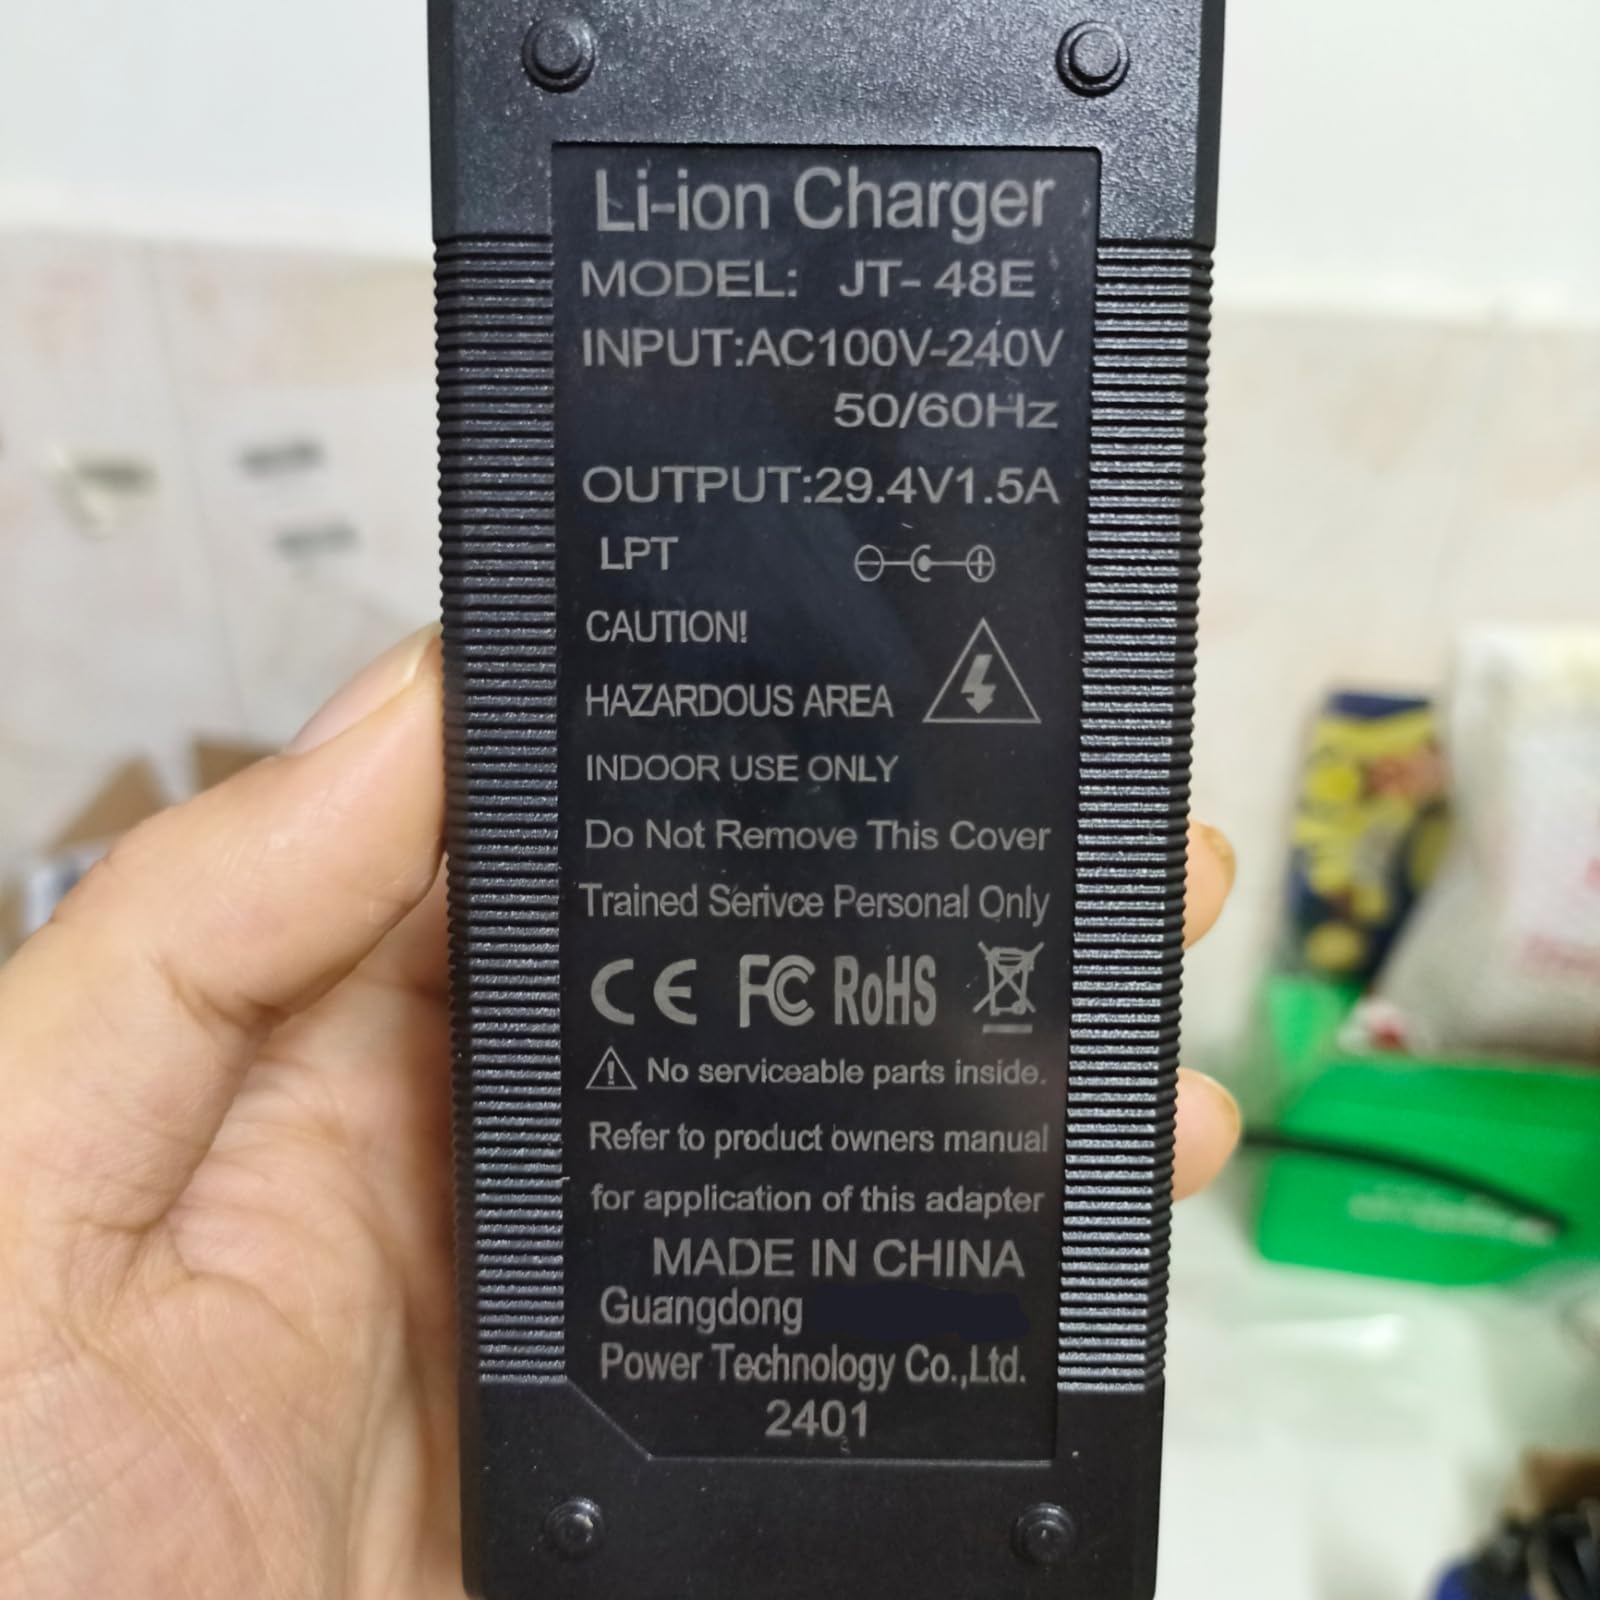 Li-ion Charger
MODEL: JT- 48E
INPUT:AC100V-240V
50/60Hz
OUTPUT:29.4V1.5A
LPT
CAUTION!
HAZARDOUS AREA
INDOOR USE ONLY
Do Not Remove This Cover
Trained Serivce Personal Only
CE FC RoHS
No serviceable parts inside.
Refer to product owners manual
for application of this adapter
MADE IN CHINA
Guangdong
Power Technology Co.,Ltd.
2401